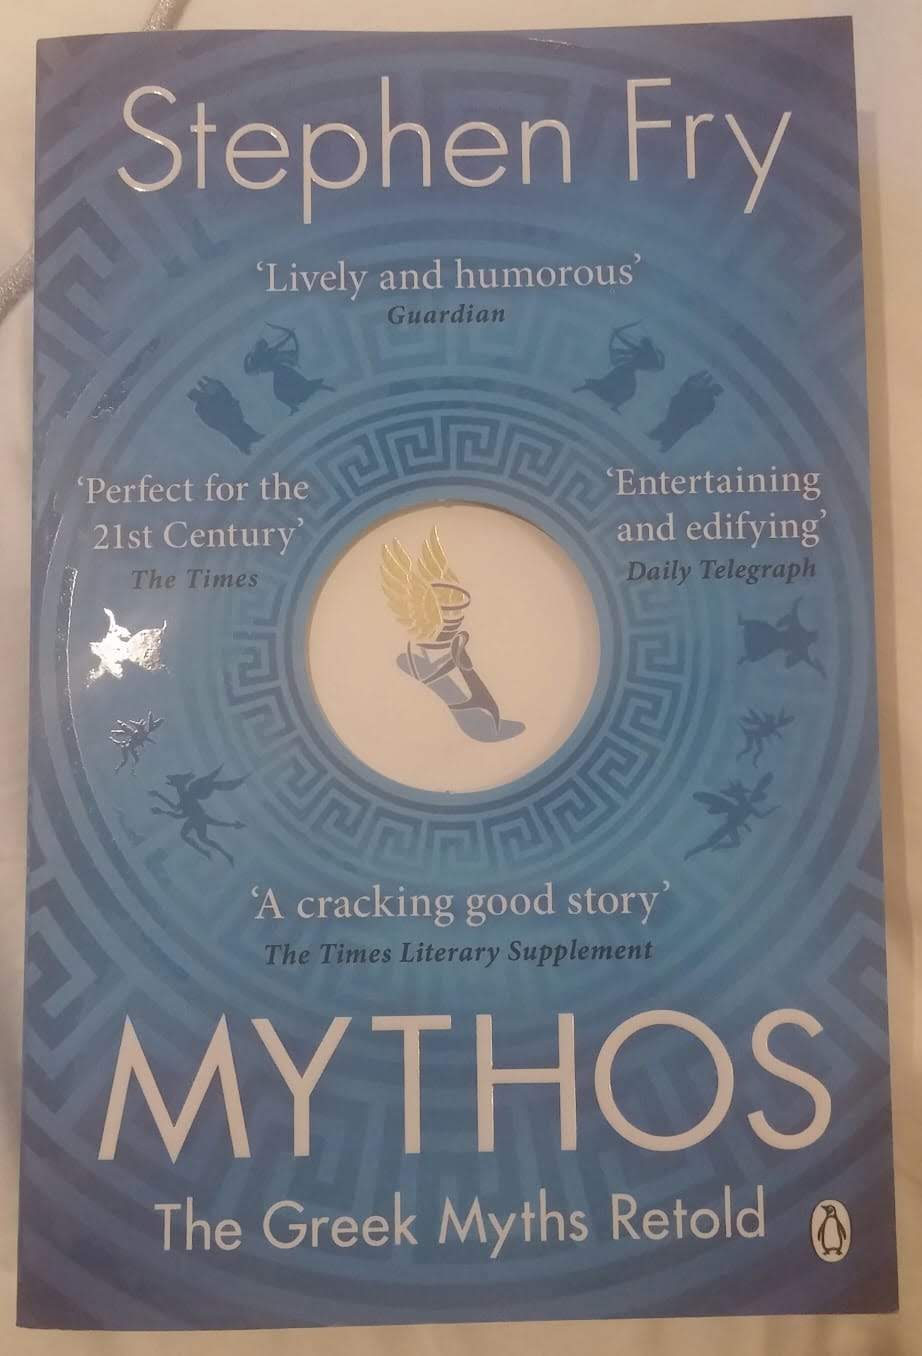 Stephen Fry
‘Lively and humorous’
Guardian
‘Perfect for the
21st Century’
The Times
‘Entertaining
and edifying’
Daily Telegraph
‘A cracking good story’
The Times Literary Supplement
MYTHOS
The Greek Myths Retold